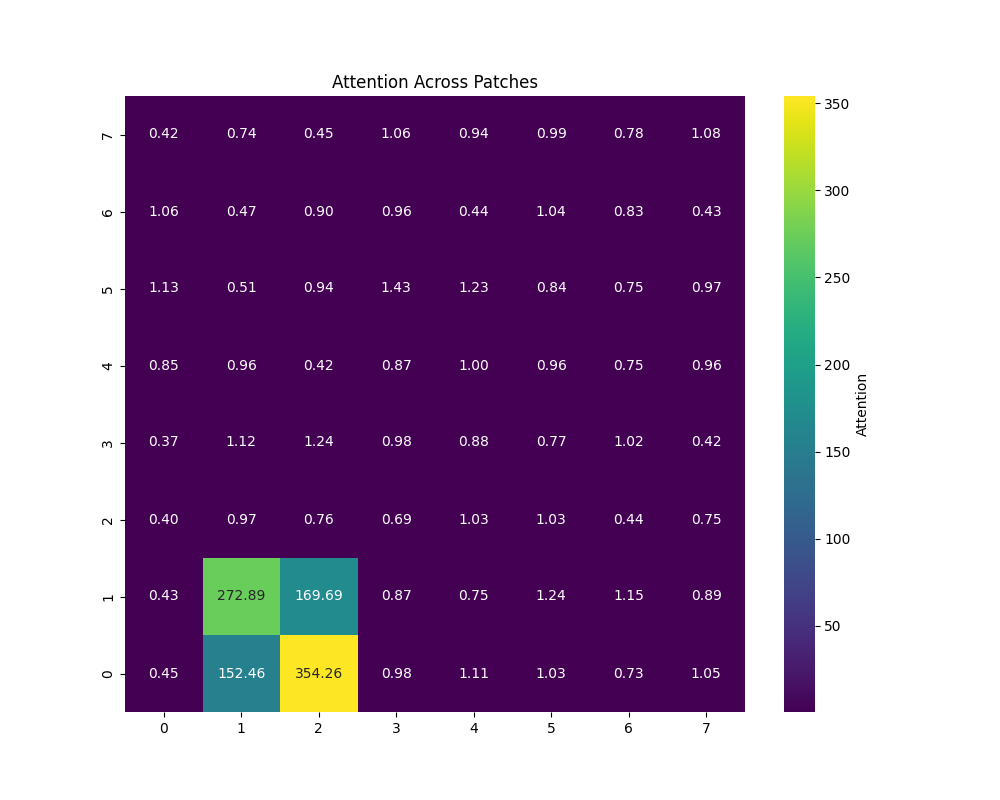 Attention Across Patches
7 0.42 0.74 0.45 1.06 0.94 0.99 0.78 1.08
6 1.06 0.47 0.90 0.96 0.44 1.04 0.83 0.43
5 1.13 0.51 0.94 1.43 1.23 0.84 0.75 0.97
4 0.85 0.96 0.42 0.87 1.00 0.96 0.75 0.96
3 0.37 1.12 1.24 0.98 0.88 0.77 1.02 0.42
2 0.40 0.97 0.76 0.69 1.03 1.03 0.44 0.75
1 0.43 272.89 169.69 0.87 0.75 1.24 1.15 0.89
0 0.45 152.46 354.26 0.98 1.11 1.03 0.73 1.05
0 1 2 3 4 5 6 7
350
300
250
200
150
100
50
Attention